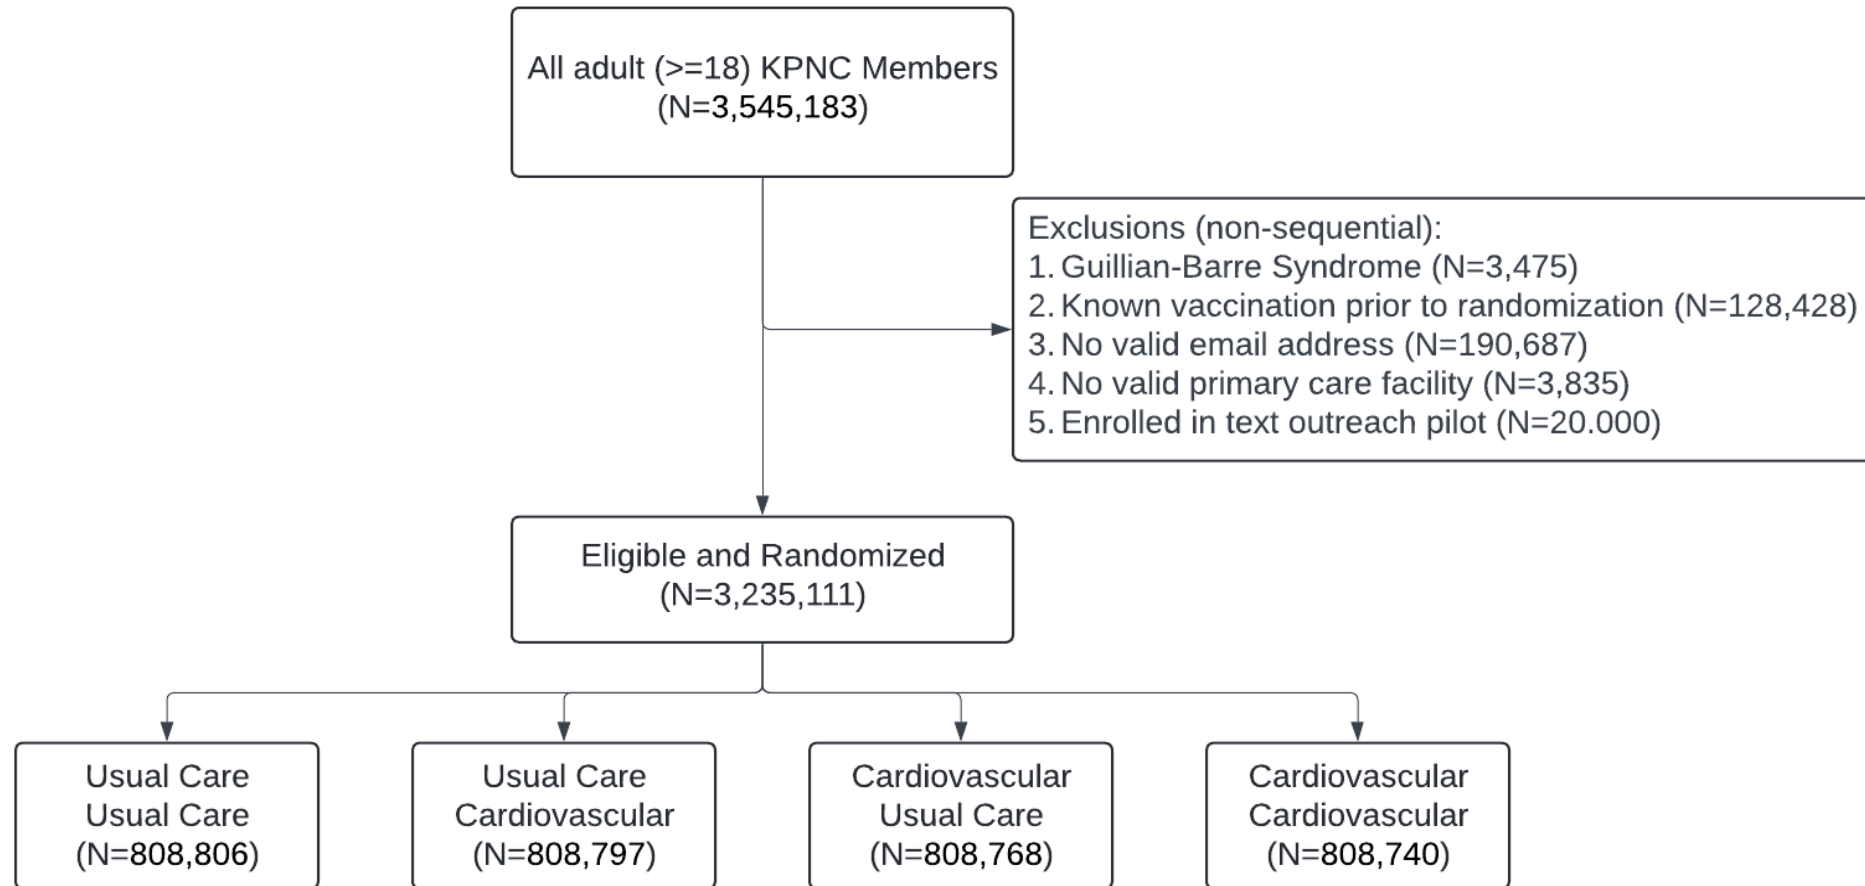 All adult (>=18) KPNC Members
(N=3,545,183)
Exclusions (non-sequential):
1. Guillian-Barre Syndrome (N=3,475)
2. Known vaccination prior to randomization (N=128,428)
3. No valid email address (N=190,687)
4. No valid primary care facility (N=3,835)
5. Enrolled in text outreach pilot (N=20.000)
Eligible and Randomized
(N=3,235,111)
Usual Care
Usual Care
(N=808,806)
Usual Care
Cardiovascular
(N=808,797)
Cardiovascular
Usual Care
(N=808,768)
Cardiovascular
Cardiovascular
(N=808,740)